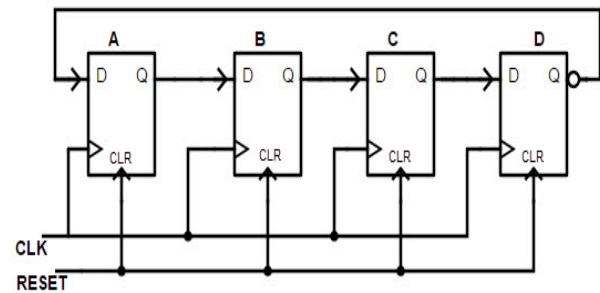 A B C D
D Q D Q D Q D Q
CLR CLR CLR CLR
CLK
RESET